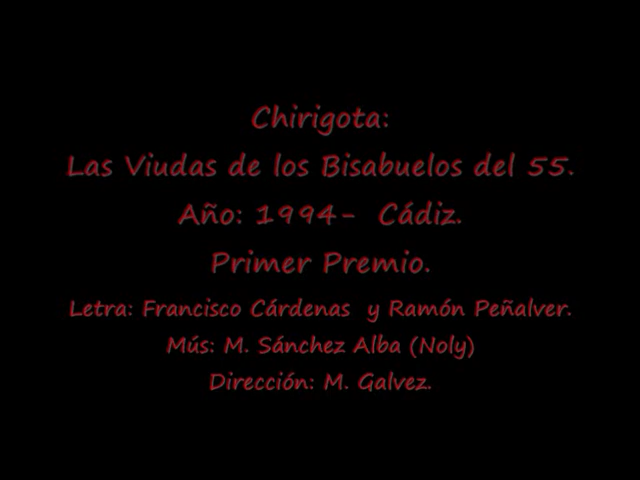 Chirigota:
Las Viudas de los Bisabuelos del 55.
Año: 1994- Cádiz.
Primer Premio.
Letra: Francisco Cárdenas y Ramón Peñalver.
Mús: M. Sánchez Alba (Noly)
Dirección: M. Galvez.